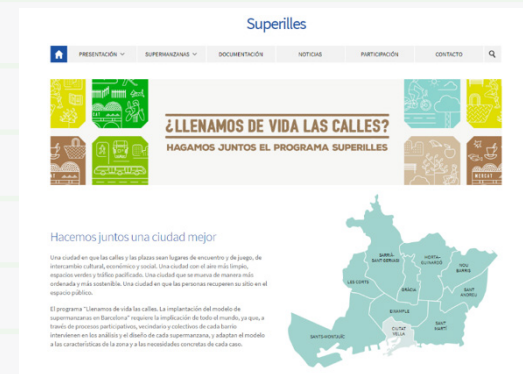 Superilles
PRESENTACIÓN
SUPERMANZANAS
DOCUMENTACIÓN
NOTICIAS
PARTICIPACIÓN
CONTACTO
¿LLENAMOS DE VIDA LAS CALLES?
HAGAMOS JUNTOS EL PROGRAMA SUPERILLES
MERCAT
MERCAT
Hacemos juntos una ciudad mejor
Una ciudad en que las calles y las plazas sean lugares de encuentro y de juego, de
intercambio cultural, económico y social. Una ciudad con el aire más limpio,
espacios verdes y tráfico pacificado. Una ciudad que se mueva de manera más
ordenada y más sostenible. Una ciudad en que las personas recuperen su sitio en el
espacio público.
El programa "Llenamos de vida las calles. La implantación del modelo de
supermanzanas en Barcelona" requiere la implicación de todo el mundo, ya que, a
través de procesos participativos, vecindario y colectivos de cada barrio
intervienen en los análisis y el diseño de cada supermanzana, y adaptan el modelo
a las características de la zona y a las necesidades concretas de cada caso.
SARRIÀ-
SANT GERVASI
HORTA-
GUINARDÓ
NOU
BARRIS
LES CORTS
GRÀCIA
SANT
ANDREU
EIXAMPLE
SANT
MARTÍ
CIUTAT
VELLA
SANTS-MONTJUÏC